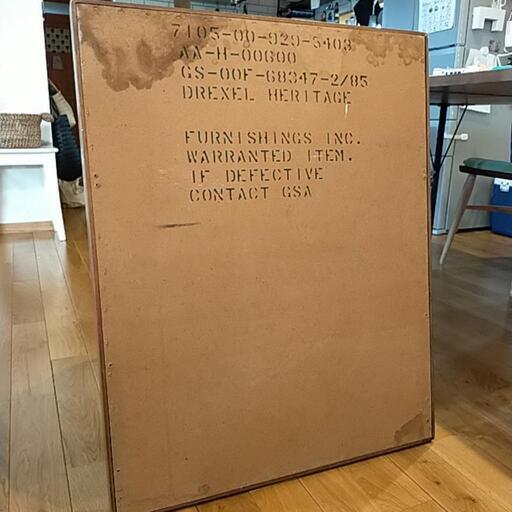 7105-00-929-5403
AA-H-00600
GS-00F-68347-2/85
DREXEL HERITAGE
FURNISHINGS INC.
WARRANTED ITEM.
IF DEFECTIVE
CONTACT GSA